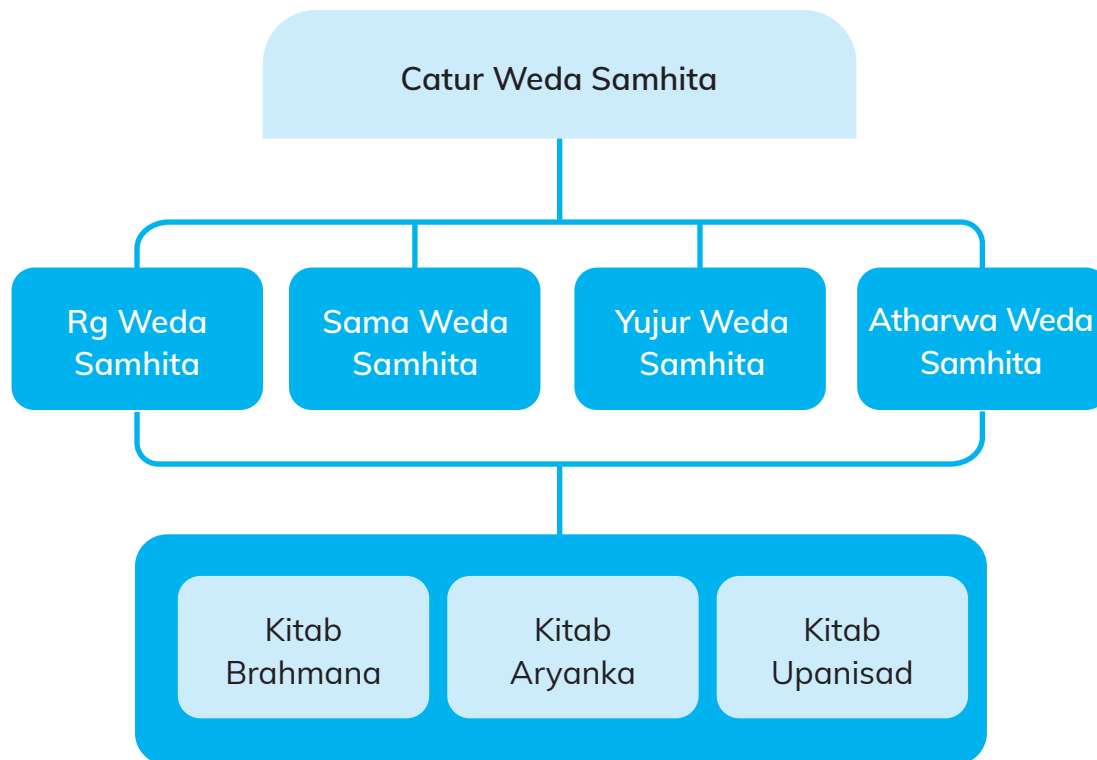 Catur Weda Samhita
Rg Weda
Samhita
Sama Weda
Samhita
Yujur Weda
Samhita
Atharwa Weda
Samhita
Kitab
Brahmana
Kitab
Aryanka
Kitab
Upanisad